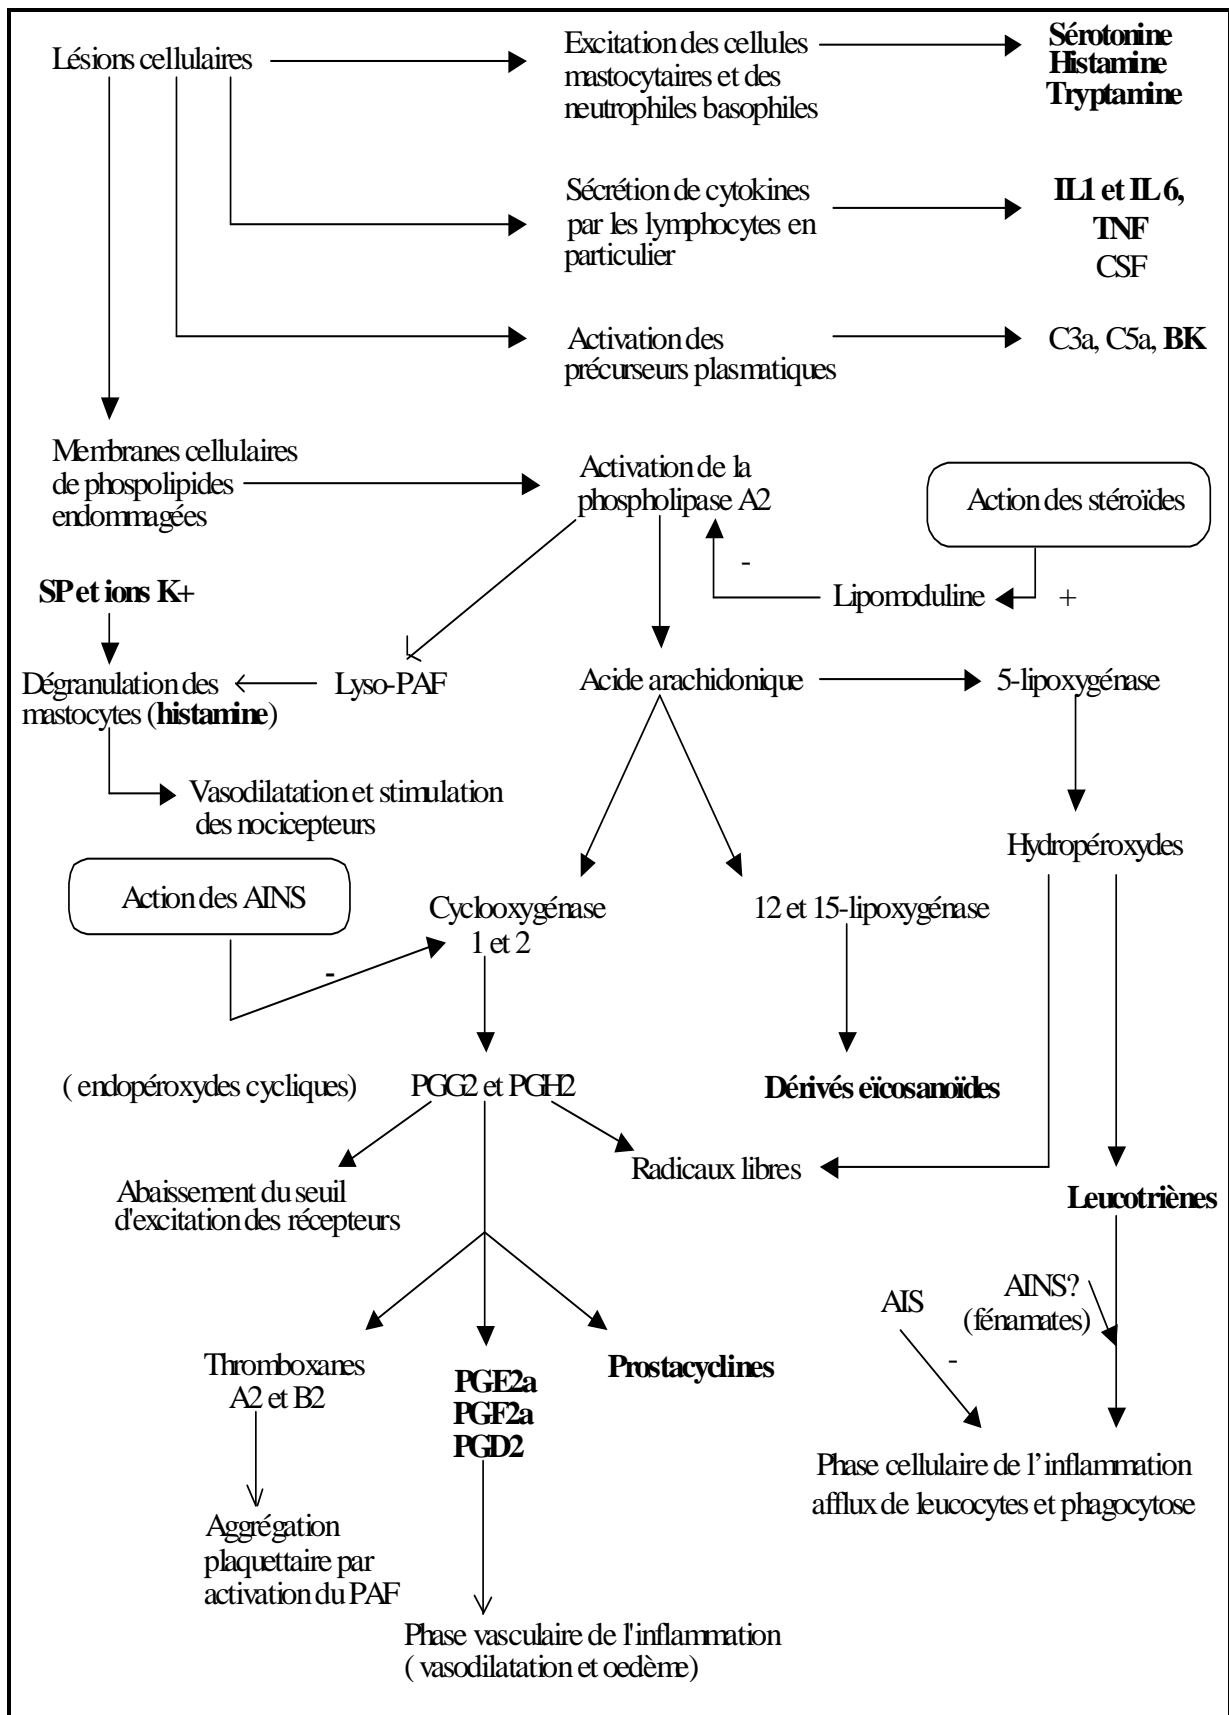 Lésions cellulaires
Excitation des cellules
mastocytaires et des
neutrophiles basophiles
Sérotonine
Histamine
Tryptamine
Sécrétion de cytokines
par les lymphocytes en
particulier
IL1 et IL 6,
TNF
CSF
Activation des
précurseurs plasmatiques
C3a, C5a, BK
Membranes cellulaires
de phospolipides
endommagées
Activation de la
phospholipase A2
Action des stéroïdes
-
Lipomoduline
+
SP et ions K+
Dégranulation des
mastocytes (histamine)
Lyso-PAF
Acide arachidonique
5-lipoxygénase
Vasodilatation et stimulation
des nocicepteurs
Hydropéroxydes
Action des AINS
Cyclooxygénase
1 et 2
12 et 15-lipoxygénase
-
( endopéroxydes cycliques)
PGG2 et PGH2
Dérivés eïcosanoïdes
Radicaux libres
Abaissement du seuil
d'excitation des récepteurs
Leucotriènes
AIS
AINS?
(fénamates)
-
Thromboxanes
A2 et B2
PGE2a
PGF2a
PGD2
Prostacyclines
Phase cellulaire de l’inflammation
afflux de leucocytes et phagocytose
Aggrégation
plaquettaire par
activation du PAF
Phase vasculaire de l'inflammation
( vasodilatation et oedème)